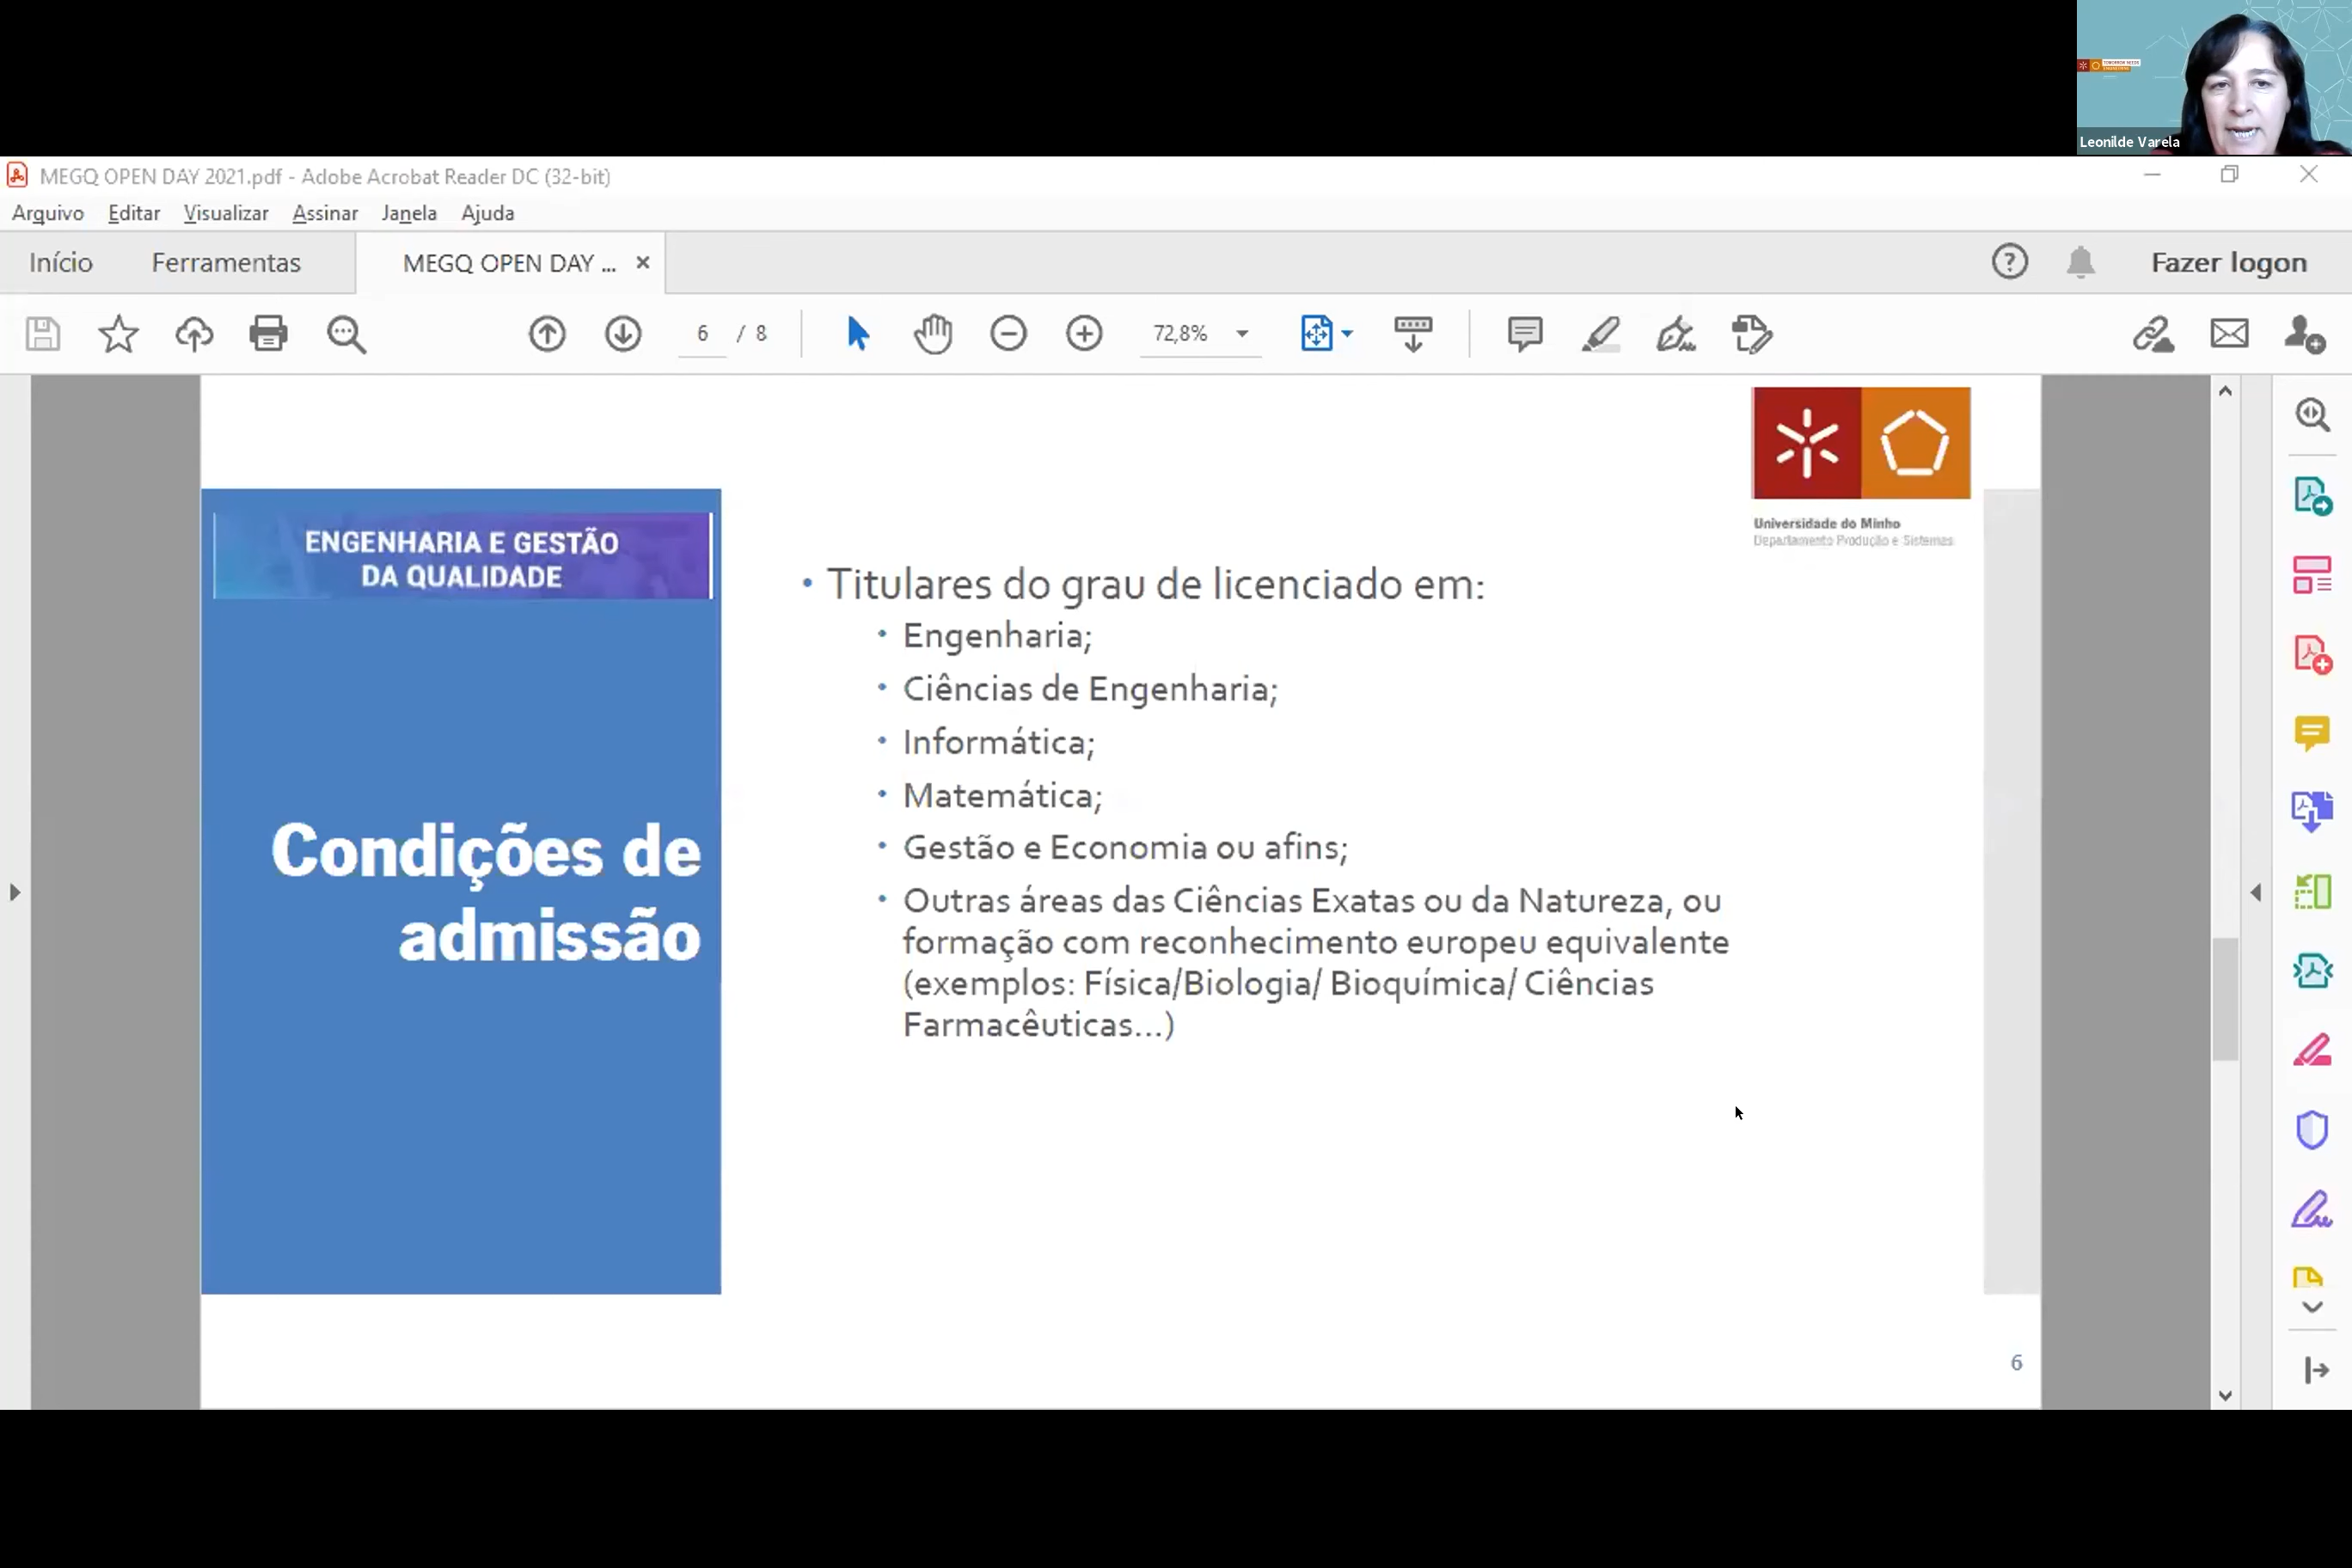 Leonilde Varela
MEGQ OPEN DAY 2021.pdf - Adobe Acrobat Reader DC (32-bit)
Arquivo Editar Visualizar Assinar Janela Ajuda
Início Ferramentas MEGQ OPEN DAY ... Fazer logon
6 / 8 72,8%
Universidade do Minho
Departamento Produção e Sistemas
ENGENHARIA E GESTÃO
DA QUALIDADE
Condições de
admissão
• Titulares do grau de licenciado em:
• Engenharia;
• Ciências de Engenharia;
• Informática;
• Matemática;
• Gestão e Economia ou afins;
• Outras áreas das Ciências Exatas ou da Natureza, ou
formação com reconhecimento europeu equivalente
(exemplos: Física/Biologia/ Bioquímica/ Ciências
Farmacêuticas...)
6